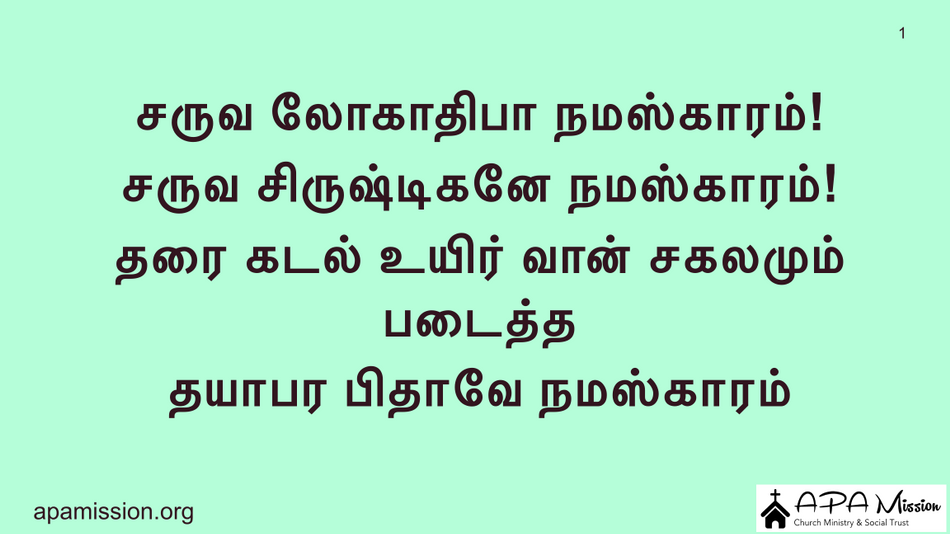 1
சருவ லோகாதிபா நமஸ்காரம்!
சருவ சிருஷ்டிகனே நமஸ்காரம்!
தரை கடல் உயிர் வான் சகலமும்
படைத்த
தயாபர பிதாவே நமஸ்காரம்
apamission.org
APA Mission
Church Ministry & Social Trust